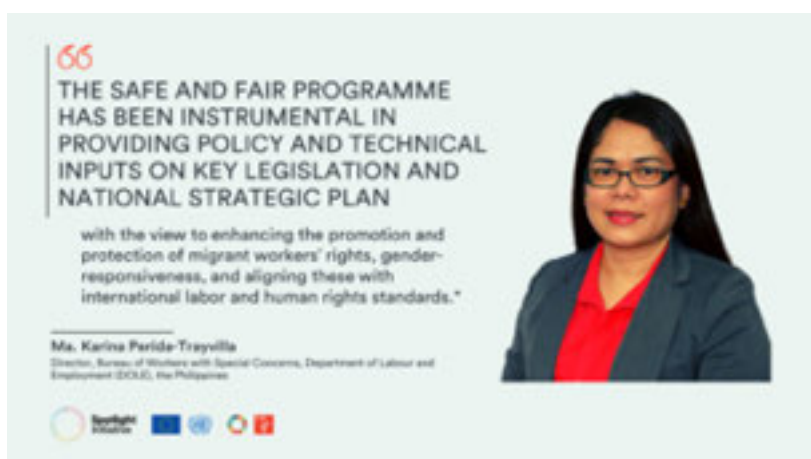 THE SAFE AND FAIR PROGRAMME
HAS BEEN INSTRUMENTAL IN
PROVIDING POLICY AND TECHNICAL
INPUTS ON KEY LEGISLATION AND
NATIONAL STRATEGIC PLAN
with the view to enhancing the promotion and
protection of migrant workers' rights, gender-
responsiveness, and aligning these with
international labor and human rights standards."
Ma. Karina Perida-Trayvilla
Director, Bureau of Workers with Special Concerns, Department of Labour and
Employment (DOLE), the Philippines
Spotlight
Initiative